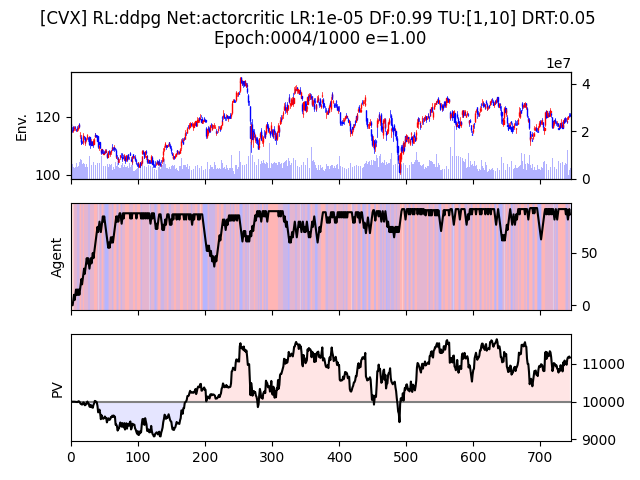 [CVX] RL:ddpg Net:actorcritic LR:1e-05 DF:0.99 TU:[1,10] DRT:0.05
Epoch:0004/1000 e=1.00
1e7
Env.
120
100
4
2
0
Agent
50
0
PV
11000
10000
9000
0 100 200 300 400 500 600 700